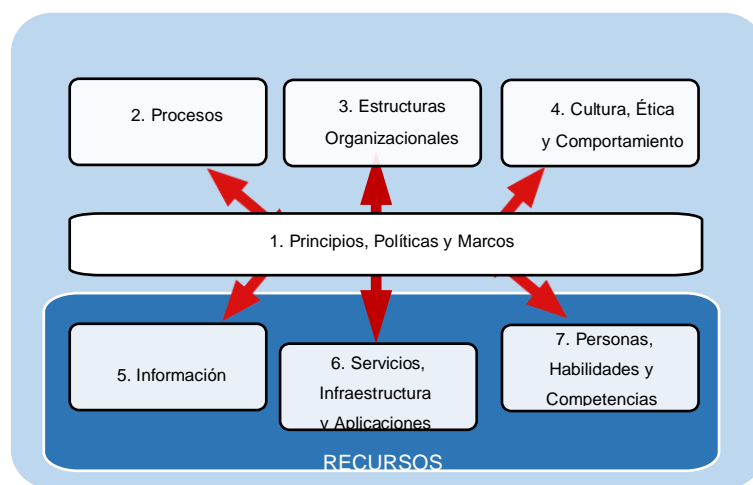 2. Procesos
3. Estructuras
Organizacionales
4. Cultura, Ética
y Comportamiento
1. Principios, Políticas y Marcos
5. Información
6. Servicios,
Infraestructura
y Aplicaciones
7. Personas,
Habilidades y
Competencias
RECURSOS